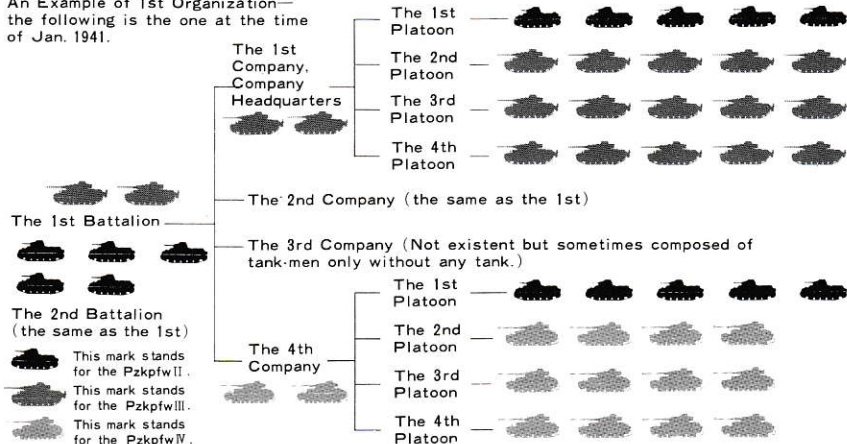 An Example of 1st Organization—
the following is the one at the time
of Jan. 1941.
The 1st
Company,
Company
Headquarters
The 1st
Platoon
The 2nd
Platoon
The 3rd
Platoon
The 4th
Platoon
The 2nd Company (the same as the 1st)
The 1st Battalion
The 3rd Company (Not existent but sometimes composed of
tank-men only without any tank.)
The 2nd Battalion
(the same as the 1st)
The 4th
Company
The 1st
Platoon
The 2nd
Platoon
The 3rd
Platoon
The 4th
Platoon
This mark stands
for the PzkpfwⅡ.
This mark stands
for the PzkpfwⅢ.
This mark stands
for the PzkpfwⅣ.